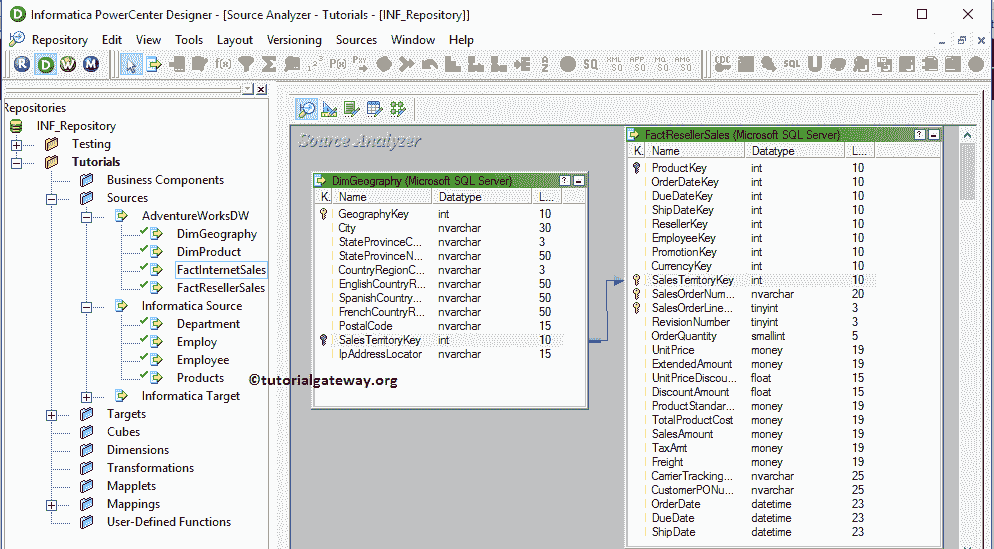 Informatica PowerCenter Designer - [Source Analyzer - Tutorials - [INF_Repository]]
Repository Edit View Tools Layout Versioning Sources Window Help
R D W M
Repositories
INF_Repository
Testing
Tutorials
Business Components
Sources
AdventureWorksDW
DimGeography
DimProduct
FactInternetSales
FactResellerSales
Informatica Source
Department
Employ
Employee
Products
Informatica Target
Targets
Cubes
Dimensions
Transformations
Mapplets
Mappings
User-Defined Functions
©tutorialgateway.org
Source Analyzer
DimGeography (Microsoft SQL Server)
K. Name Datatype L...
GeographyKey int 10
City nvarchar 30
StateProvinceC... nvarchar 3
StateProvinceN... nvarchar 50
CountryRegionC... nvarchar 3
EnglishCountryR... nvarchar 50
SpanishCountry... nvarchar 50
FrenchCountryR... nvarchar 50
PostalCode nvarchar 15
SalesTerritoryKey int 10
IpAddressLocator nvarchar 15
FactResellerSales (Microsoft SQL Server)
K. Name Datatype L...
ProductKey int 10
OrderDateKey int 10
DueDateKey int 10
ShipDateKey int 10
ResellerKey int 10
EmployeeKey int 10
PromotionKey int 10
CurrencyKey int 10
SalesTerritoryKey int 10
SalesOrderNum... nvarchar 20
SalesOrderLine... tinyint 3
RevisionNumber tinyint 3
OrderQuantity smallint 5
UnitPrice money 19
ExtendedAmount money 19
UnitPriceDiscou... float 15
DiscountAmount float 15
ProductStandar... money 19
TotalProductCost money 19
SalesAmount money 19
TaxAmt money 19
Freight money 19
CarrierTracking... nvarchar 25
CustomerPONu... nvarchar 25
OrderDate datetime 23
DueDate datetime 23
ShipDate datetime 23